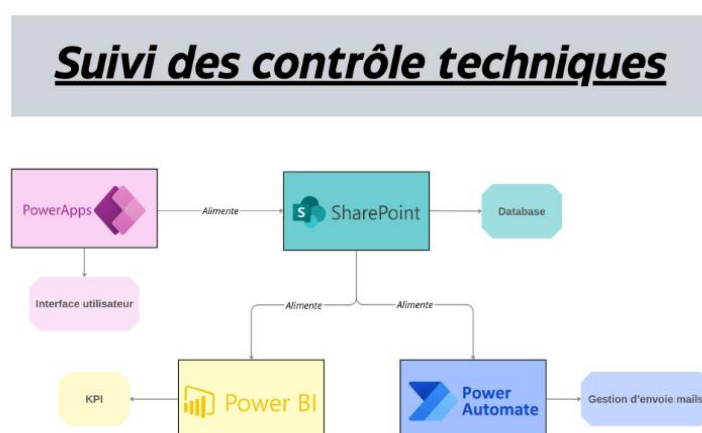 Suivi des contrôle techniques
PowerApps
Alimente
S
SharePoint
Database
Interface utilisateur
Alimente
Alimente
KPI
Power BI
Power
Automate
Gestion d'envoie mails